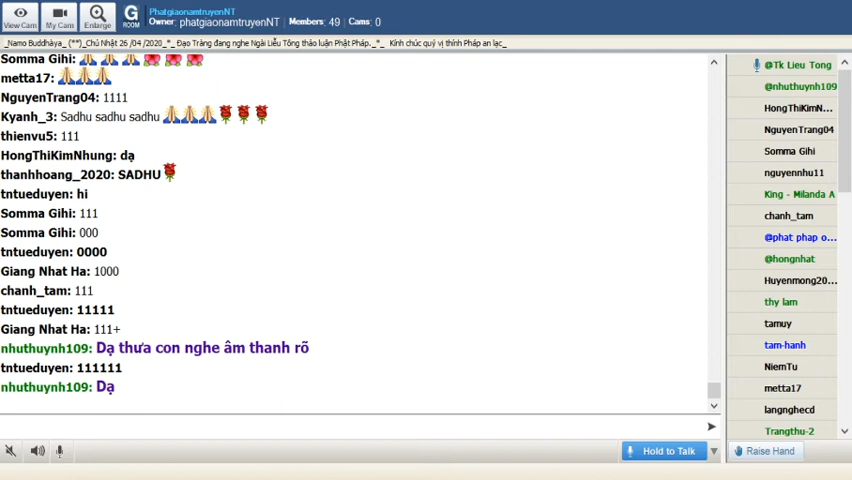 View Cam
My Cam
Enlarge
G
ROOM
PhatgiaonamtruyenNT
Owner: phatgiaonamtruyenNT | Members: 49 | Cams: 0
_Namo Buddhàya_ (**)_Chủ Nhật 26 /04 /2020_*_ Đạo Tràng đang nghe Ngài Liễu Tông thảo luận Phật Pháp._*_ Kính chúc quý vị thính Pháp an lạc_
Somma Gihi:
metta17:
NguyenTrang04: 1111
Kyanh_3: Sadhu sadhu sadhu
thienvu5: 111
HongThiKimNhung: dạ
thanhhoang_2020: SADHU
tntueduyen: hi
Somma Gihi: 111
Somma Gihi: 000
tntueduyen: 0000
Giang Nhat Ha: 1000
chanh_tam: 111
tntueduyen: 11111
Giang Nhat Ha: 111+
nhuthuynh109: Dạ thưa con nghe âm thanh rõ
tntueduyen: 111111
nhuthuynh109: Dạ
@Tk Lieu Tong
@nhuthuynh109
HongThiKimN...
NguyenTrang04
Somma Gihi
nguyennhu11
King - Milanda A
chanh_tam
@phat phap o...
@hongnhat
Huyenmong20...
thy lam
tamuy
tam-hanh
NiemTu
metta17
langnghecd
Trangthu-2
Hold to Talk
Raise Hand